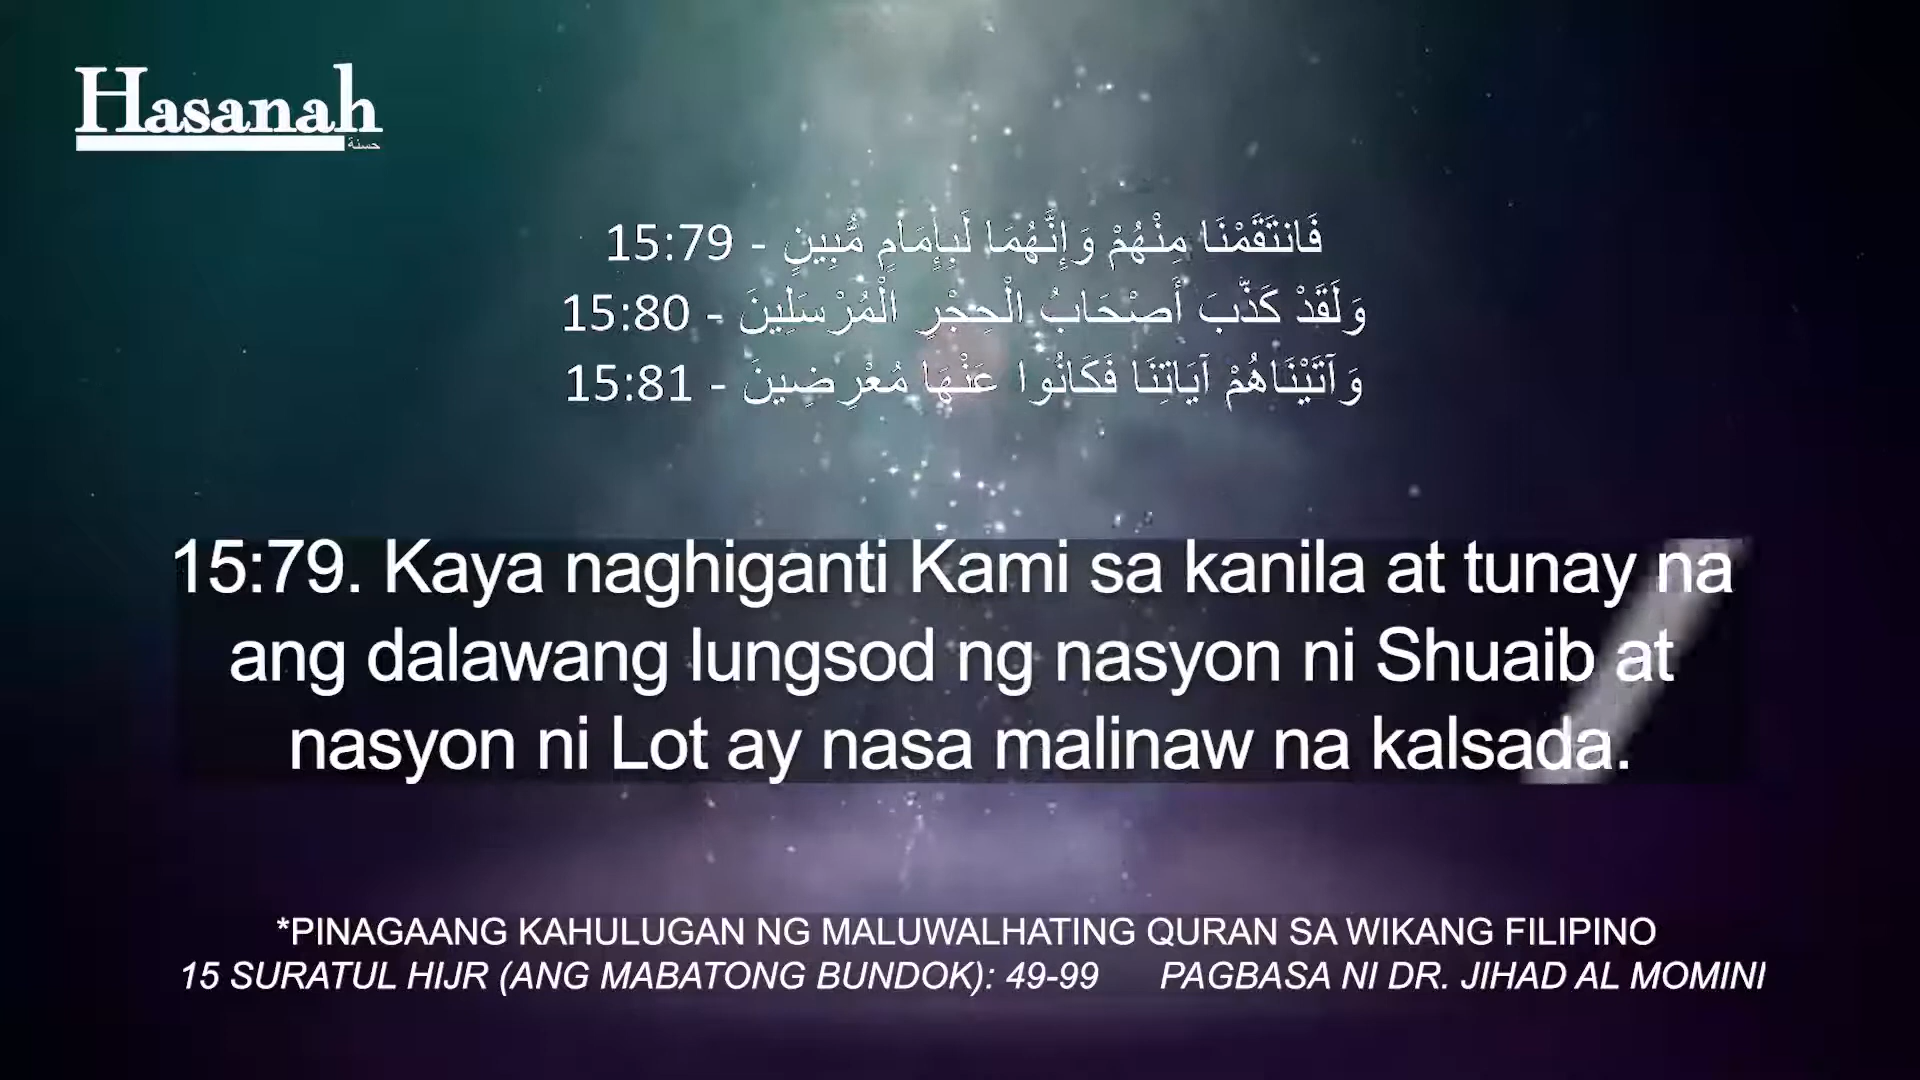 Hasanah
حسنة
فَانتَقَمْنَا مِنْهُمْ وَإِنَّهُمَا لَبِإِمَامٍ مُّبِينٍ - 15:79
وَلَقَدْ كَذَّبَ أَصْحَابُ الْحِجْرِ الْمُرْسَلِينَ - 15:80
وَآتَيْنَاهُمْ آيَاتِنَا فَكَانُوا عَنْهَا مُعْرِضِينَ - 15:81
15:79. Kaya naghiganti Kami sa kanila at tunay na
ang dalawang lungsod ng nasyon ni Shuaib at
nasyon ni Lot ay nasa malinaw na kalsada.
*PINAGAANG KAHULUGAN NG MALUWALHATING QURAN SA WIKANG FILIPINO
15 SURATUL HIJR (ANG MABATONG BUNDOK): 49-99 PAGBASA NI DR. JIHAD AL MOMINI